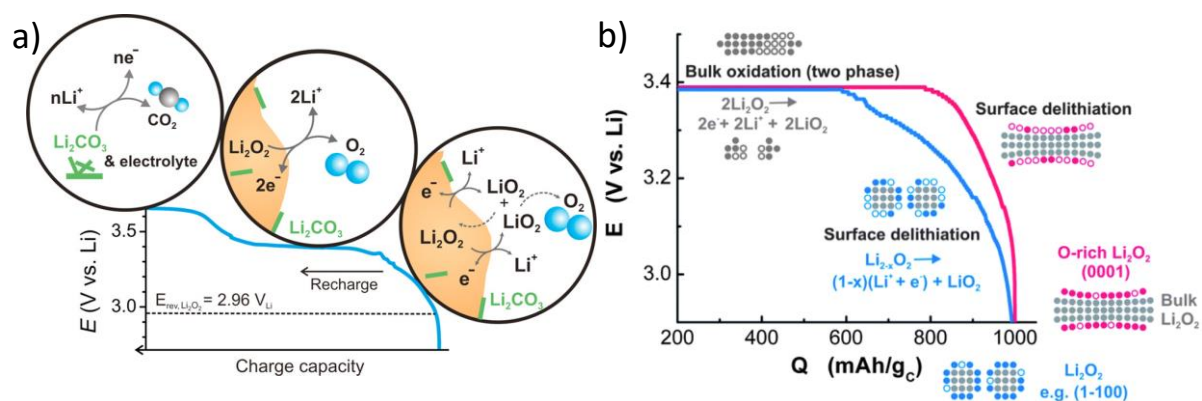 a)
ne⁻
nLi⁺
CO₂
Li₂CO₃
& electrolyte
2Li⁺
Li₂O₂
O₂
2e⁻
Li₂CO₃
Li⁺
e⁻
LiO₂
+
O₂
LiO₂
Li₂O₂
e⁻
Li⁺
Li₂CO₃
E (V vs. Li)
3.5
3.0
Recharge
E_rev, Li₂O₂ = 2.96 V_Li
Charge capacity
b)
E (V vs. Li)
3.4
3.2
3.0
Bulk oxidation (two phase)
2Li₂O₂ →
2e⁻+ 2Li⁺ + 2LiO₂
Surface delithiation
Surface delithiation
Li₂₋ₓO₂ →
(1-x)(Li⁺ + e⁻) + LiO₂
O-rich Li₂O₂
(0001)
Bulk
Li₂O₂
200 400 600 800 1000
Q (mAh/g_C)
Li₂O₂
e.g. (1-100)